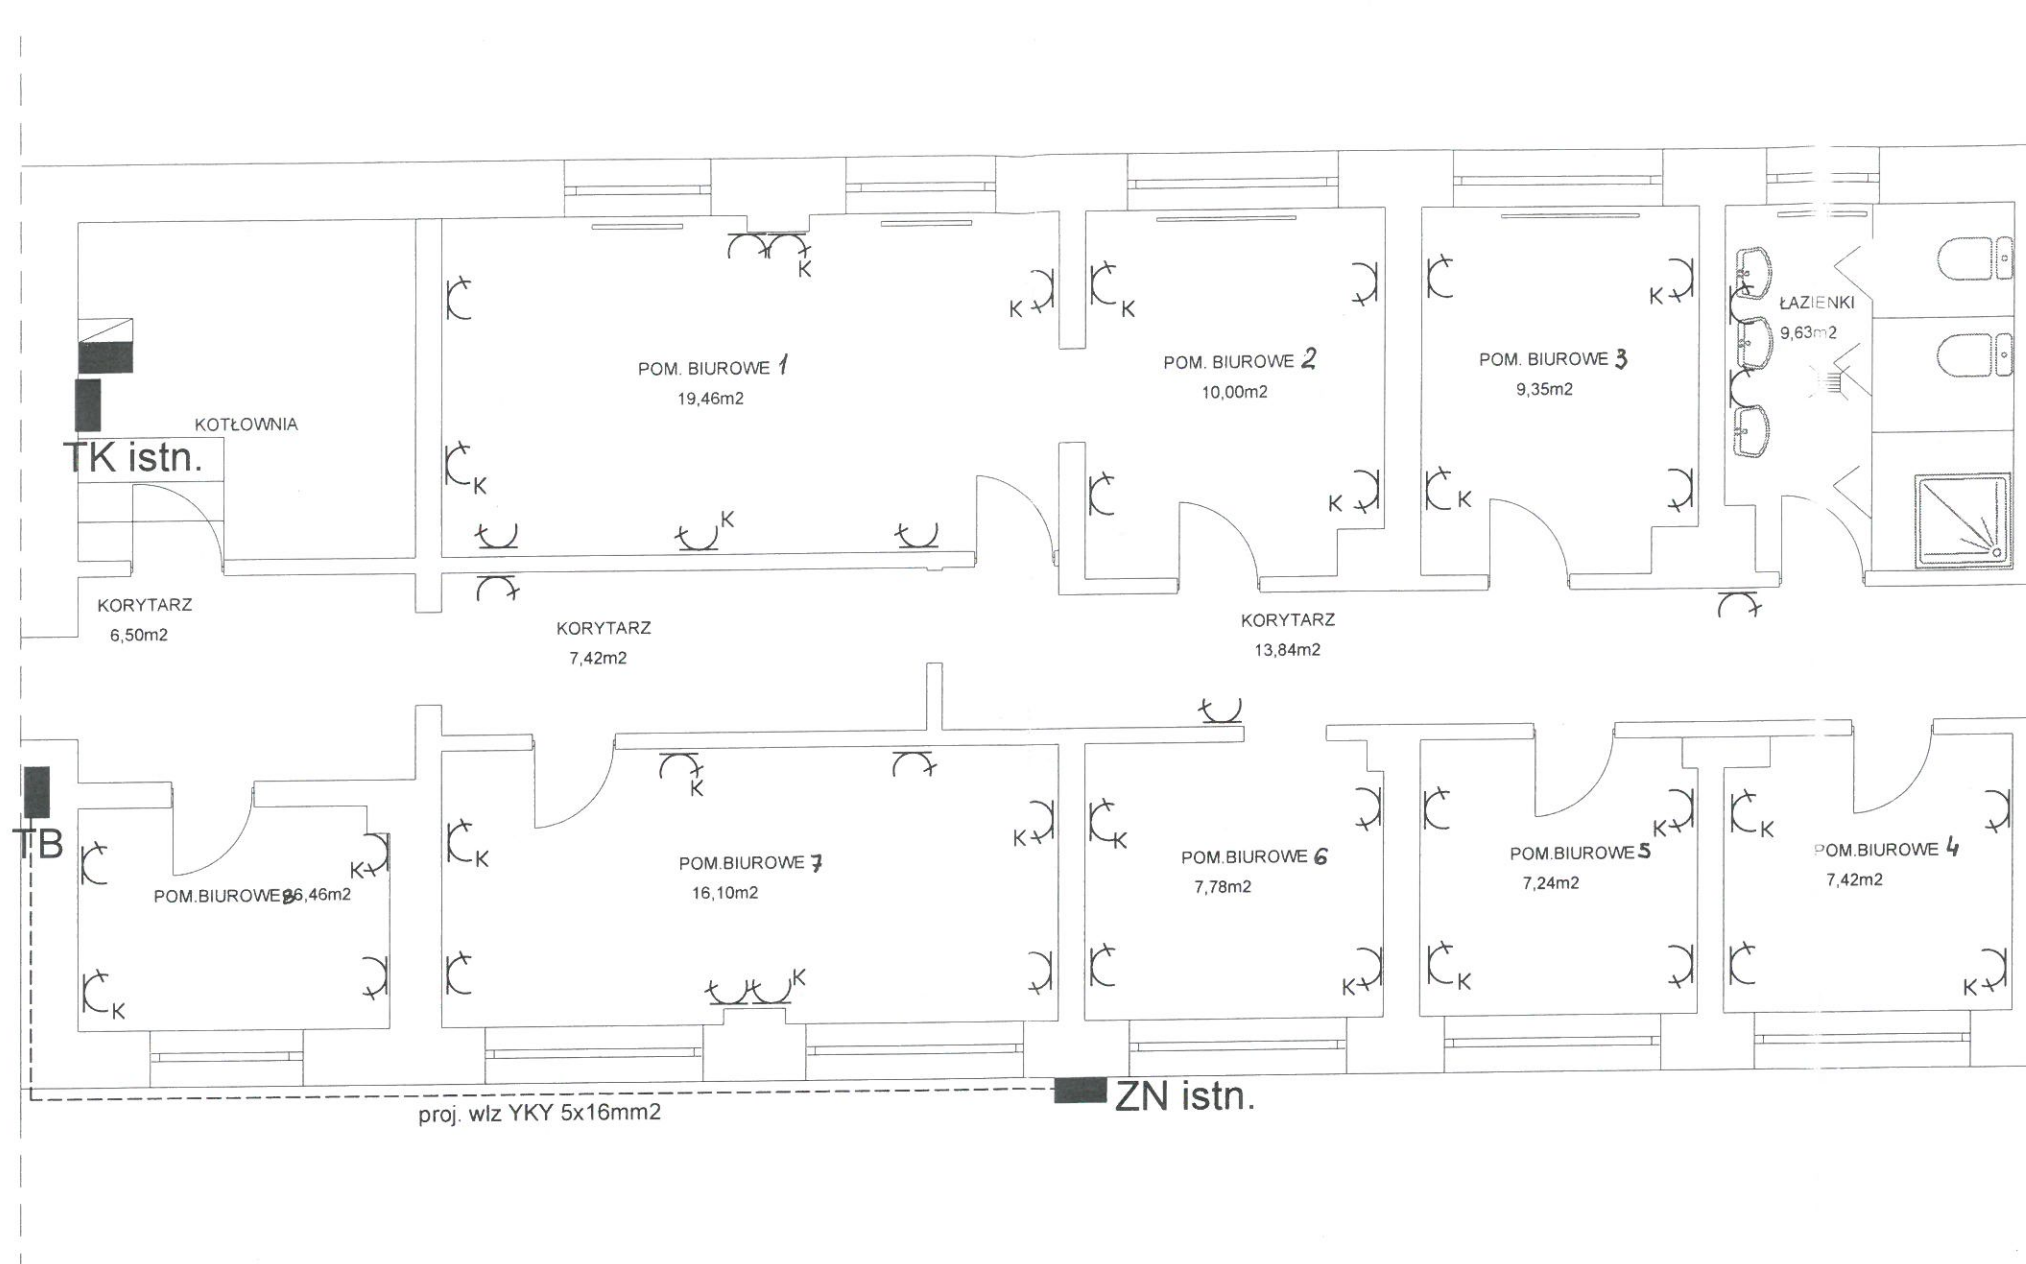 K
K
K
K
POM. BIUROWE 1
19,46m2
POM. BIUROWE 2
10,00m2
POM. BIUROWE 3
9,35m2
ŁAZIENKI
9,63m2
KOTŁOWNIA
TK istn.
K
K
K
K
KORYTARZ
6,50m2
KORYTARZ
7,42m2
KORYTARZ
13,84m2
TB
K
K
K
K
K
K
K
POM.BIUROWE 8 6,46m2
POM.BIUROWE 7
16,10m2
POM.BIUROWE 6
7,78m2
POM.BIUROWE 5
7,24m2
POM.BIUROWE 4
7,42m2
K
K
K
K
K
ZN istn.
proj. wlz YKY 5x16mm2